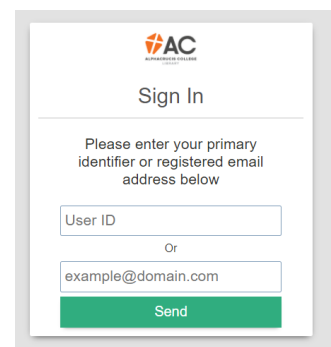 AC
ALPHACRUCIS COLLEGE
LIBRARY
Sign In
Please enter your primary
identifier or registered email
address below
User ID
Or
example@domain.com
Send